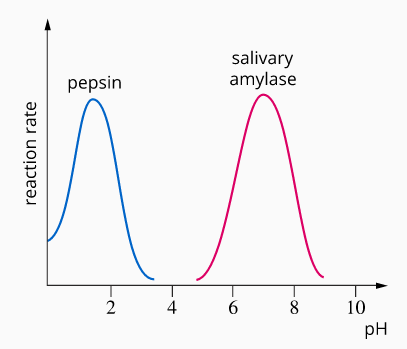 salivary
amylase
pepsin
reaction rate
2 4 6 8 10
pH